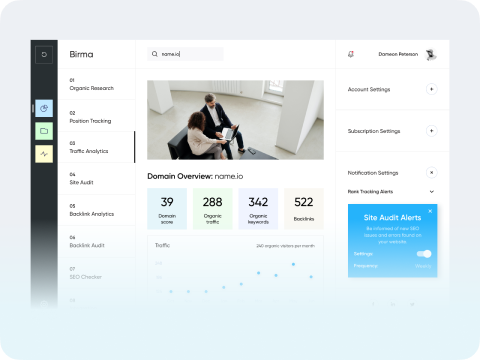 Birma
name.io
Dameon Peterson
01
Organic Research
02
Position Tracking
03
Traffic Analytics
04
Site Audit
05
Backlink Analytics
06
Backlink Audit
07
SEO Checker
08
Domain Overview: name.io
39
Domain
score
288
Organic
traffic
342
Organic
keywords
522
Backlinks
Traffic
240 organic visitors per month
Account Settings
Subscription Settings
Notification Settings
Rank Tracking Alerts
Site Audit Alerts
Be informed of new SEO
issues and errors found on
your website.
Settings
Frequency